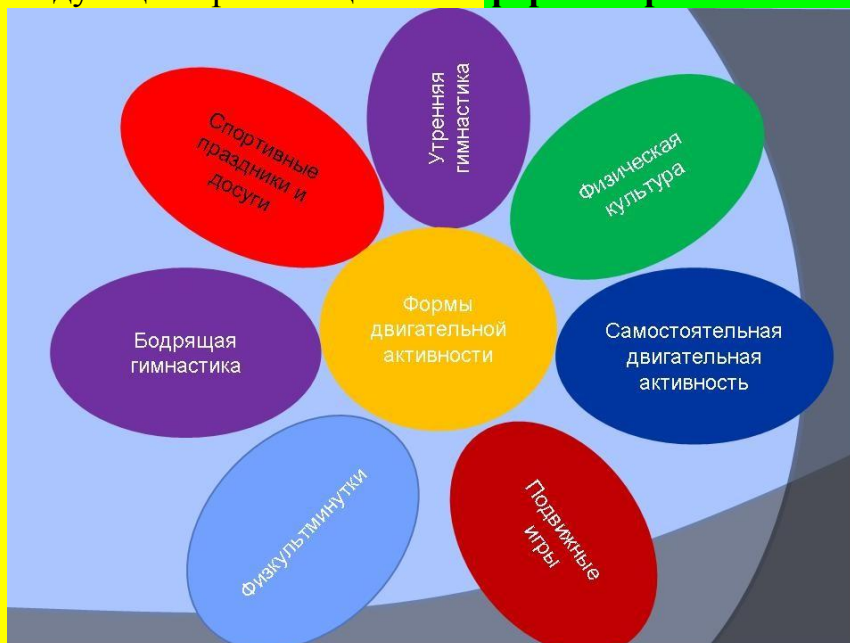 Формы
двигательной
активности
Утренняя
гимнастика
Физическая
культура
Самостоятельная
двигательная
активность
Подвижные
игры
Физкультминутки
Бодрящая
гимнастика
Спортивные
праздники и
досуги